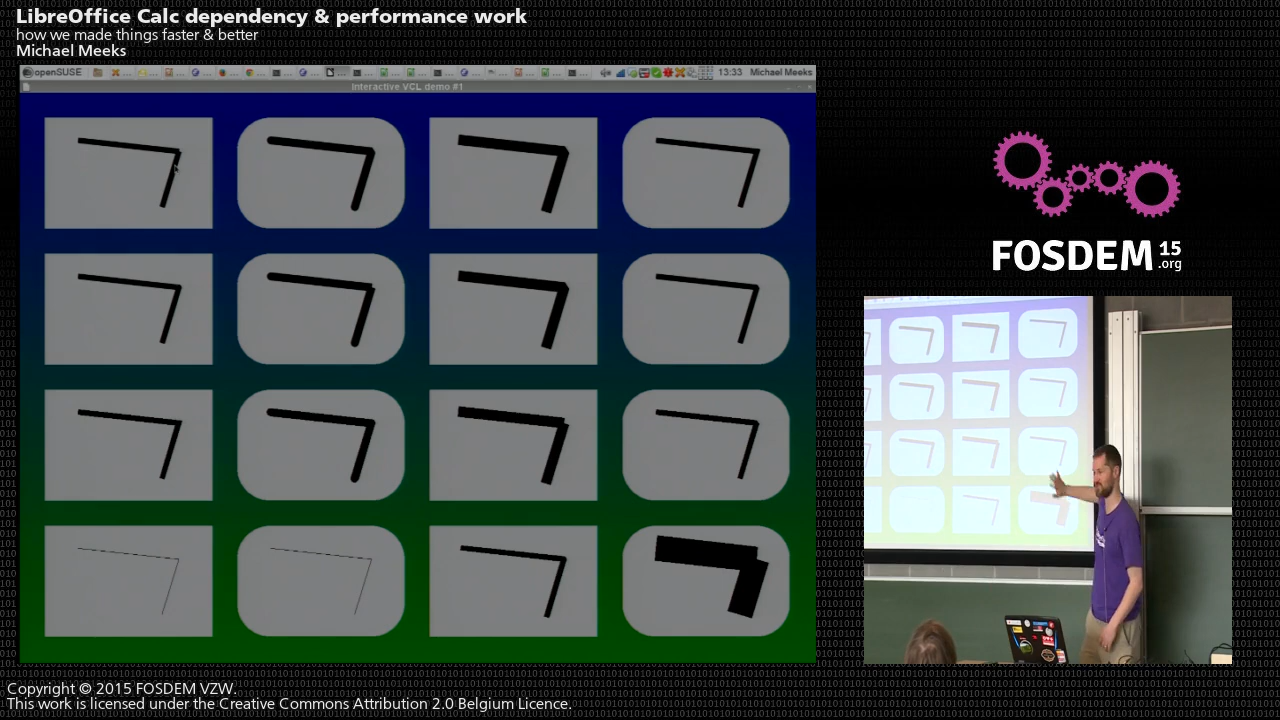 LibreOffice Calc dependency & performance work
how we made things faster & better
Michael Meeks
openSUSE
13:33 Michael Meeks
Interactive VCL demo #1
FOSDEM 15
.org
Copyright © 2015 FOSDEM VZW.
This work is licensed under the Creative Commons Attribution 2.0 Belgium Licence.